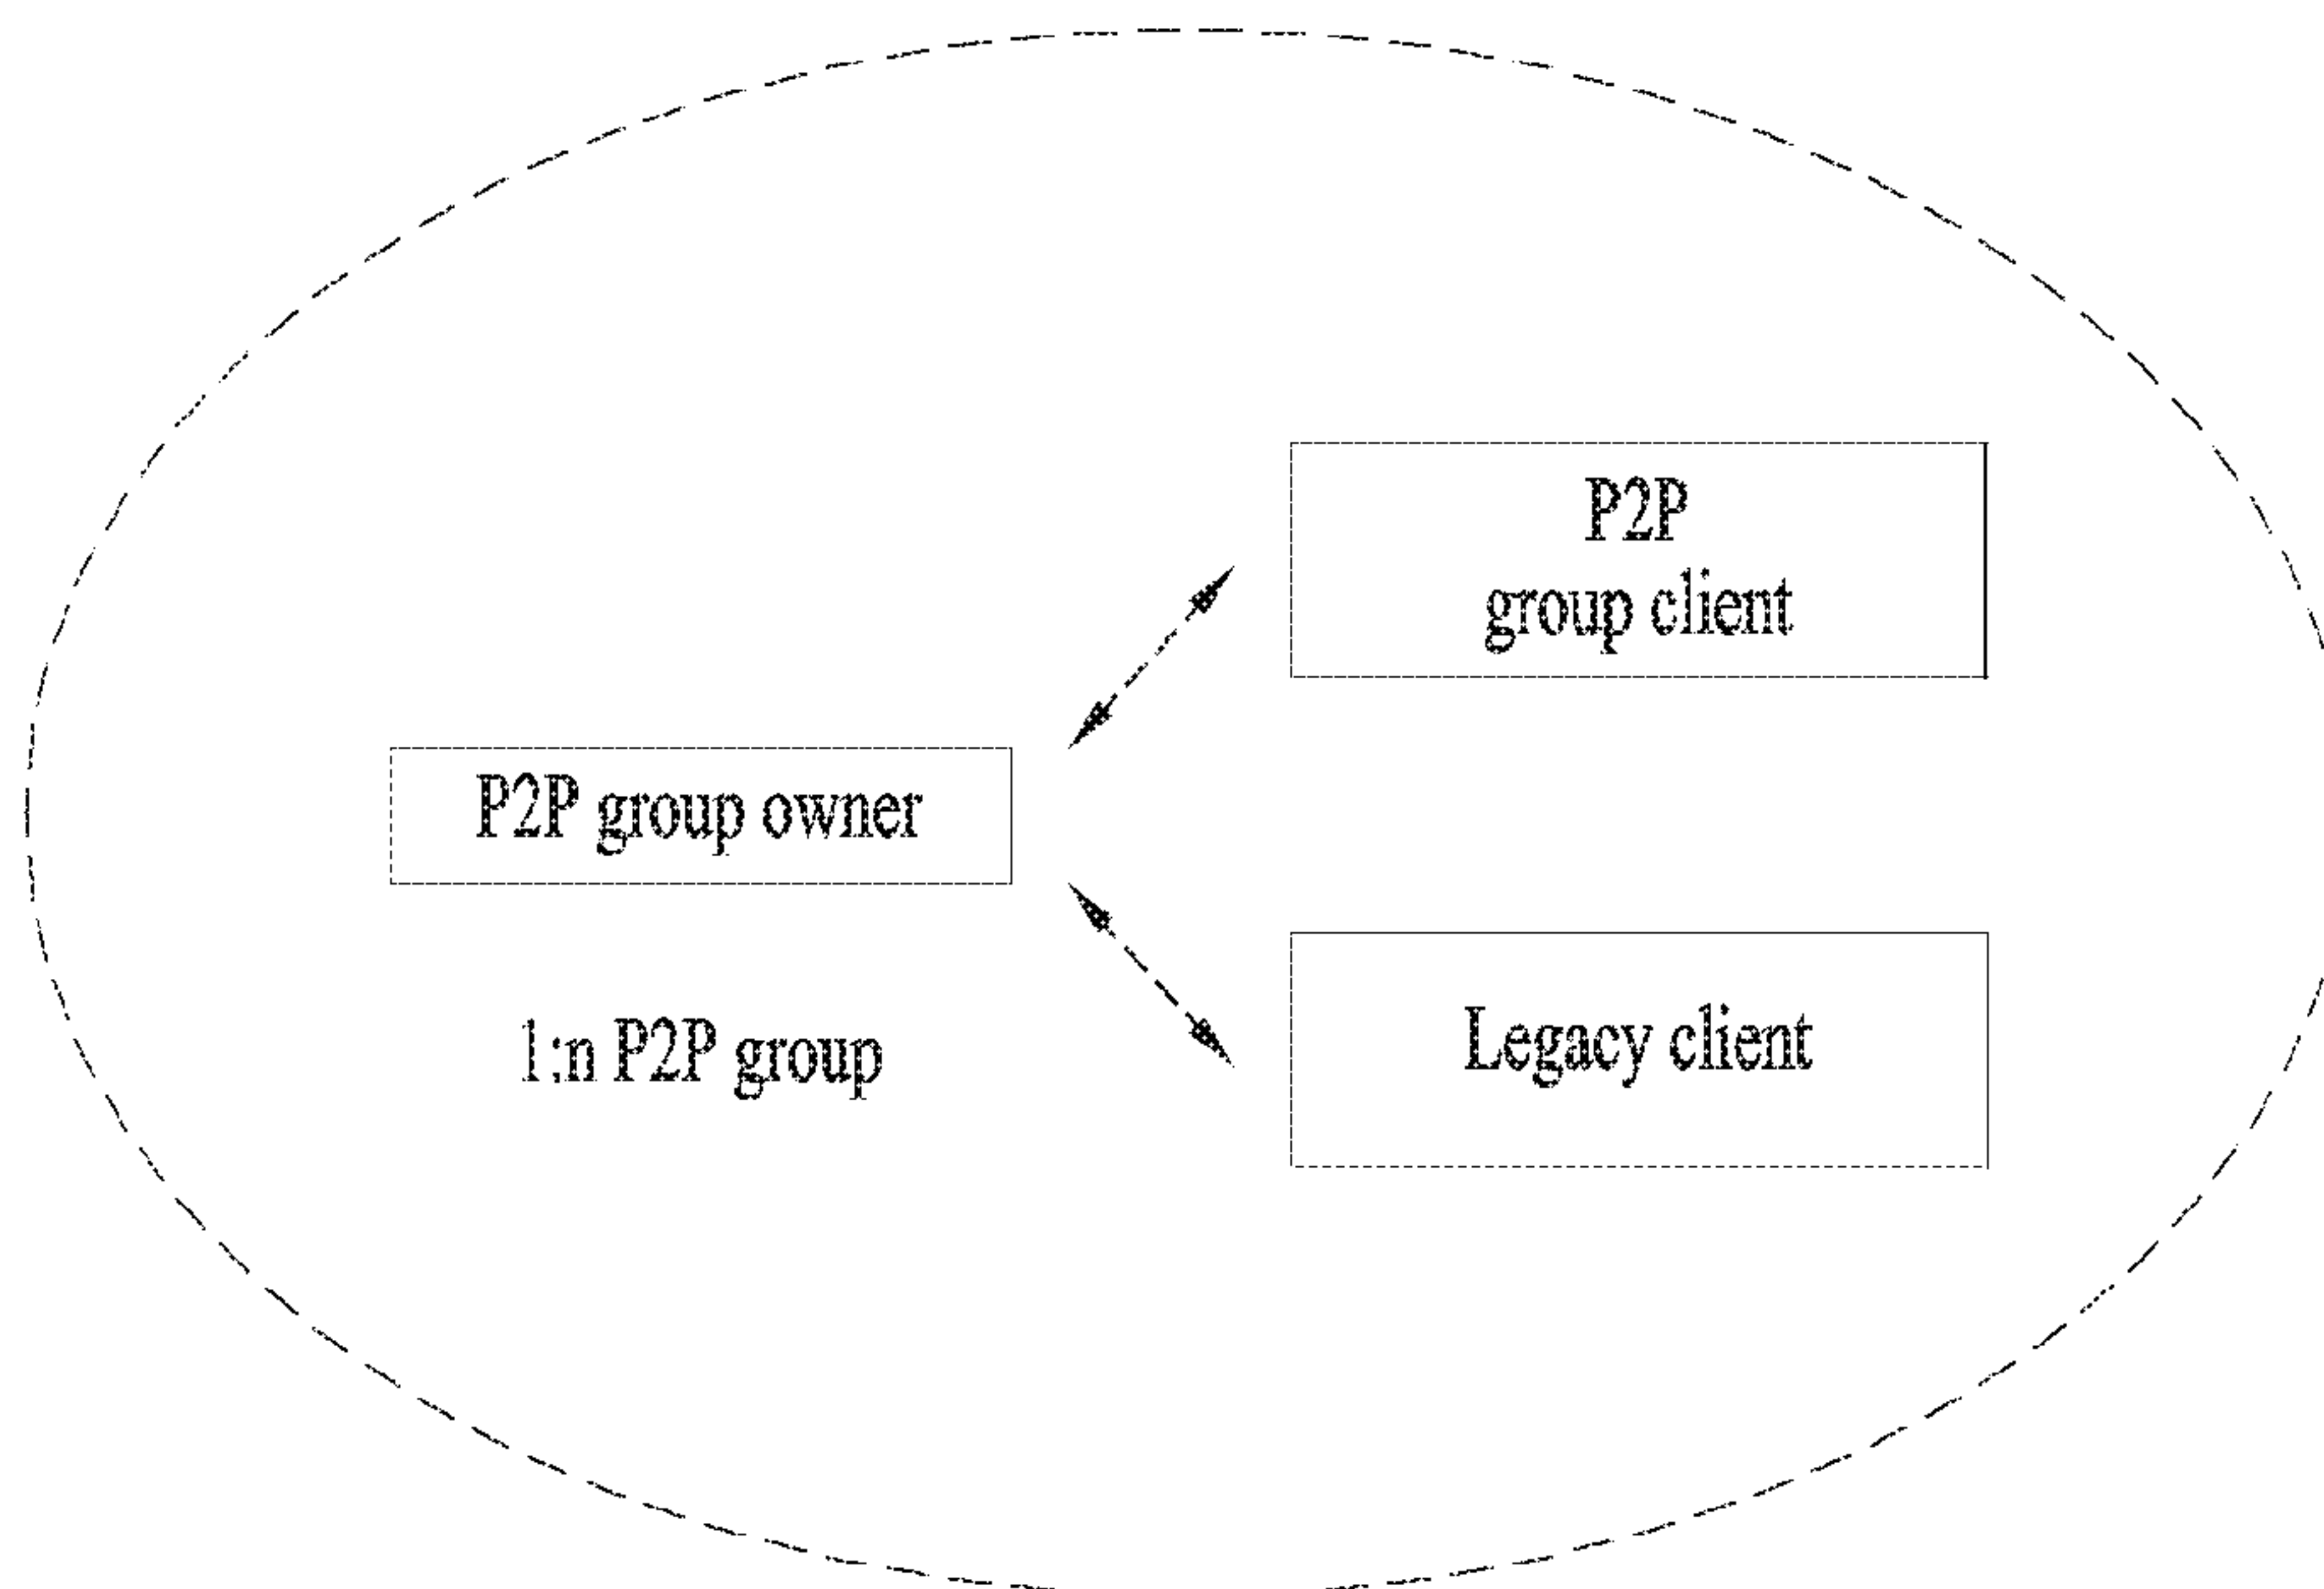 P2P
group client
P2P group owner
1:n P2P group
Legacy client